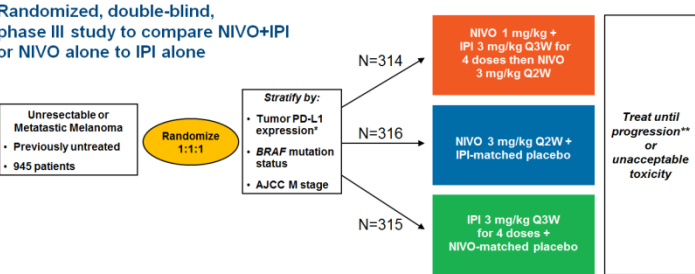 Randomized, double-blind,
phase III study to compare NIVO+IPI
or NIVO alone to IPI alone
Unresectable or
Metastatic Melanoma
• Previously untreated
• 945 patients
Randomize
1:1:1
Stratify by:
• Tumor PD-L1
expression*
• BRAF mutation
status
• AJCC M stage
N=314
N=316
N=315
NIVO 1 mg/kg +
IPI 3 mg/kg Q3W for
4 doses then NIVO
3 mg/kg Q2W
NIVO 3 mg/kg Q2W +
IPI-matched placebo
IPI 3 mg/kg Q3W
for 4 doses +
NIVO-matched placebo
Treat until
progression**
or
unacceptable
toxicity